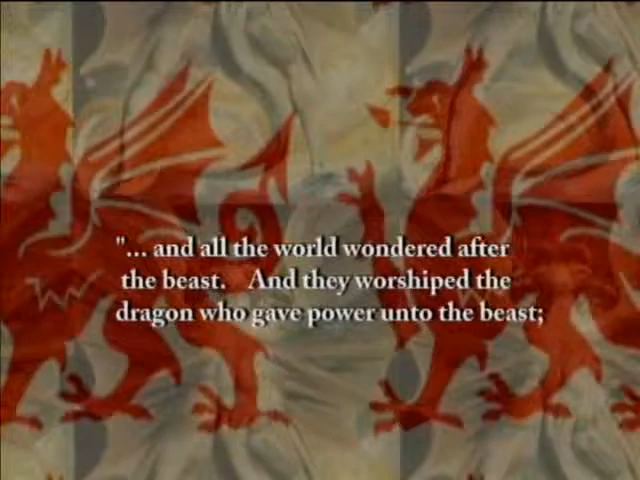 "... and all the world wondered after
the beast. And they worshiped the
dragon who gave power unto the beast;